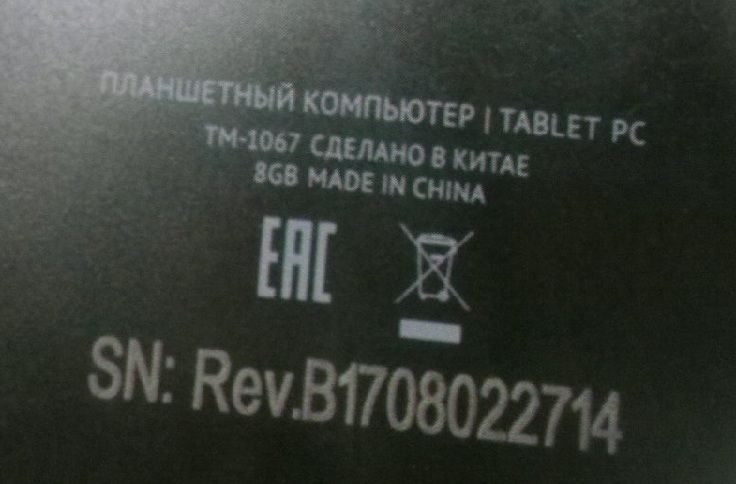 ПЛАНШЕТНЫЙ КОМПЬЮТЕР | TABLET PC
TM-1067 СДЕЛАНО В КИТАЕ
8GB MADE IN CHINA
EAC
SN: Rev.B1708022714